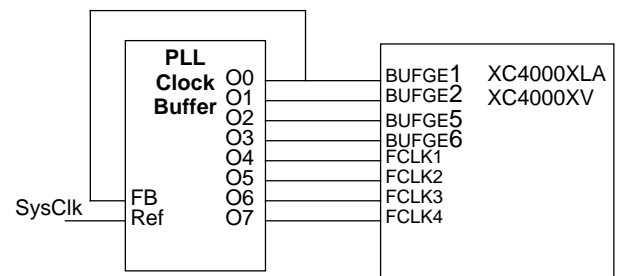 PLL
Clock
Buffer
O0
O1
O2
O3
O4
O5
O6
O7
FB
Ref
SysClk
BUFGE1
BUFGE2
BUFGE5
BUFGE6
FCLK1
FCLK2
FCLK3
FCLK4
XC4000XLA
XC4000XV